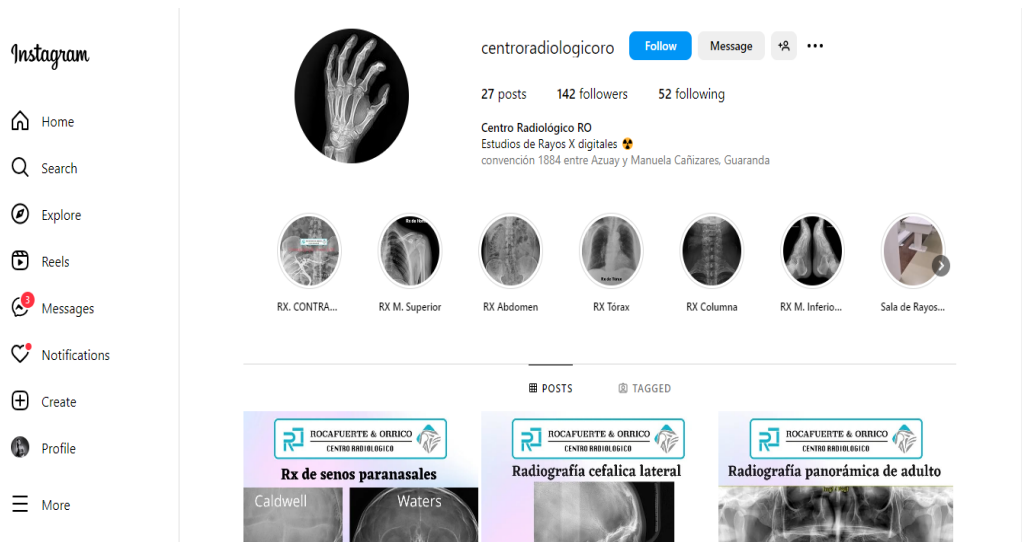 Instagram
Home
Search
Explore
Reels
3
Messages
Notifications
Create
Profile
More
centroradiologicoro
Follow
Message
27 posts 142 followers 52 following
Centro Radiológico RO
Estudios de Rayos X digitales
convención 1884 entre Azuay y Manuela Cañizares, Guaranda
RX. CONTRA...
RX M. Superior
RX Abdomen
Rx de Tórax
RX Tórax
RX Columna
RX M. Inferio...
Sala de Rayos...
POSTS TAGGED
ROCAFUERTE & ORRICO
CENTRO RADIOLOGICO
Rx de senos paranasales
Caldwell Waters
ROCAFUERTE & ORRICO
CENTRO RADIOLOGICO
Radiografía cefalica lateral
ROCAFUERTE & ORRICO
CENTRO RADIOLOGICO
Radiografía panorámica de adulto